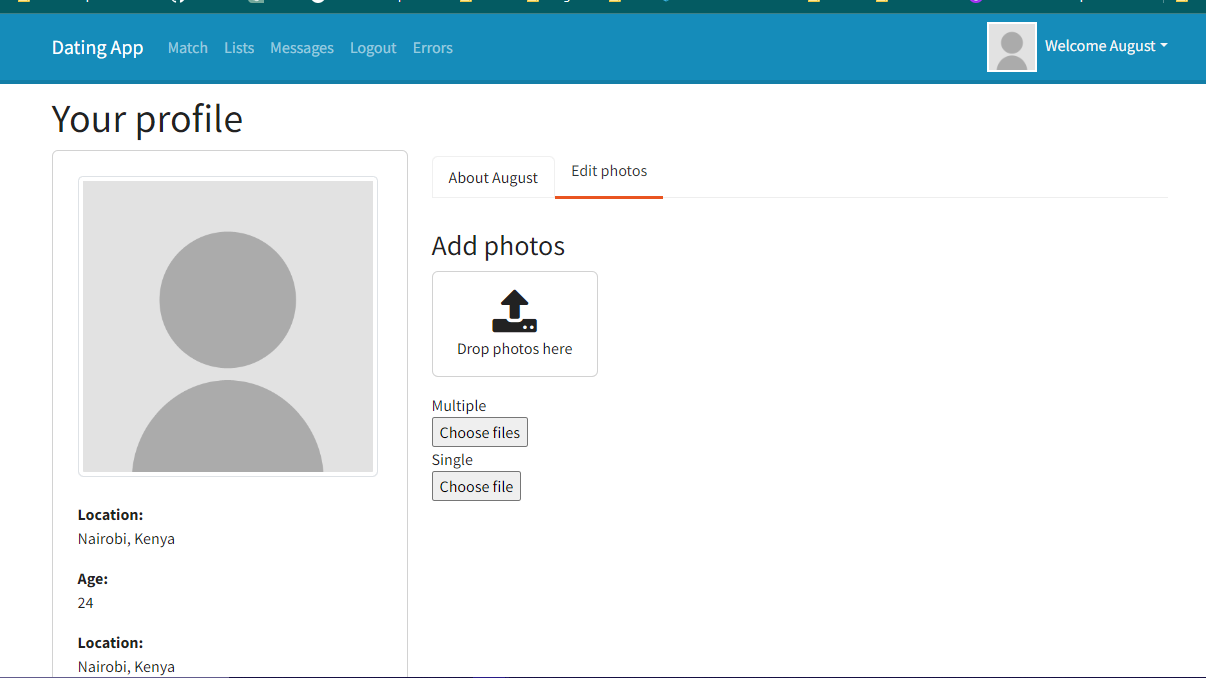 Dating App Match Lists Messages Logout Errors Welcome August
Your profile
About August Edit photos
Add photos
Drop photos here
Multiple
Choose files
Single
Choose file
Location:
Nairobi, Kenya
Age:
24
Location:
Nairobi, Kenya